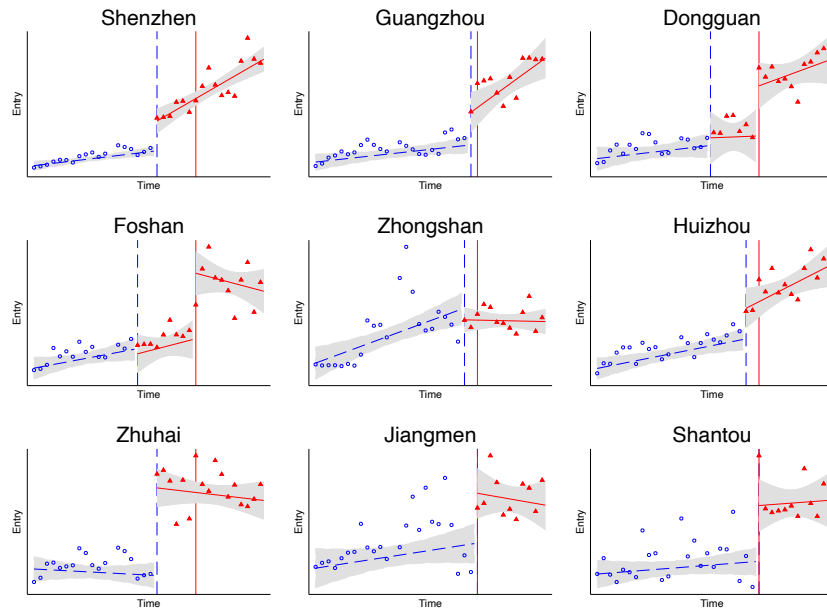 Shenzhen
Guangzhou
Dongguan
Entry
Entry
Entry
Time
Time
Time
Foshan
Zhongshan
Huizhou
Entry
Entry
Entry
Time
Time
Time
Zhuhai
Jiangmen
Shantou
Entry
Entry
Entry
Time
Time
Time